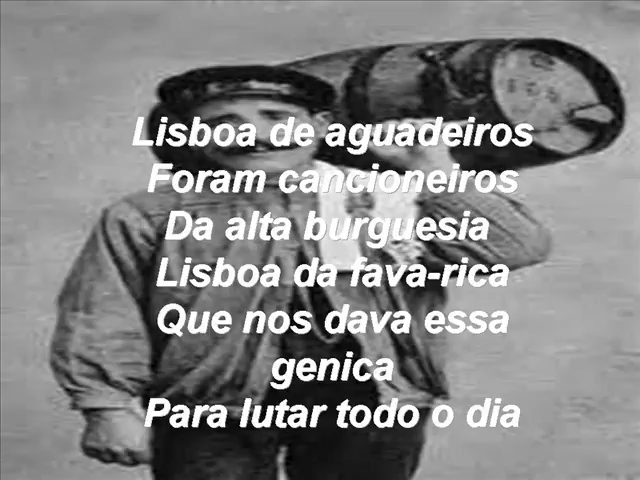 Lisboa de aguadeiros
Foram cancioneiros
Da alta burguesia
Lisboa da fava-rica
Que nos dava essa
genica
Para lutar todo o dia